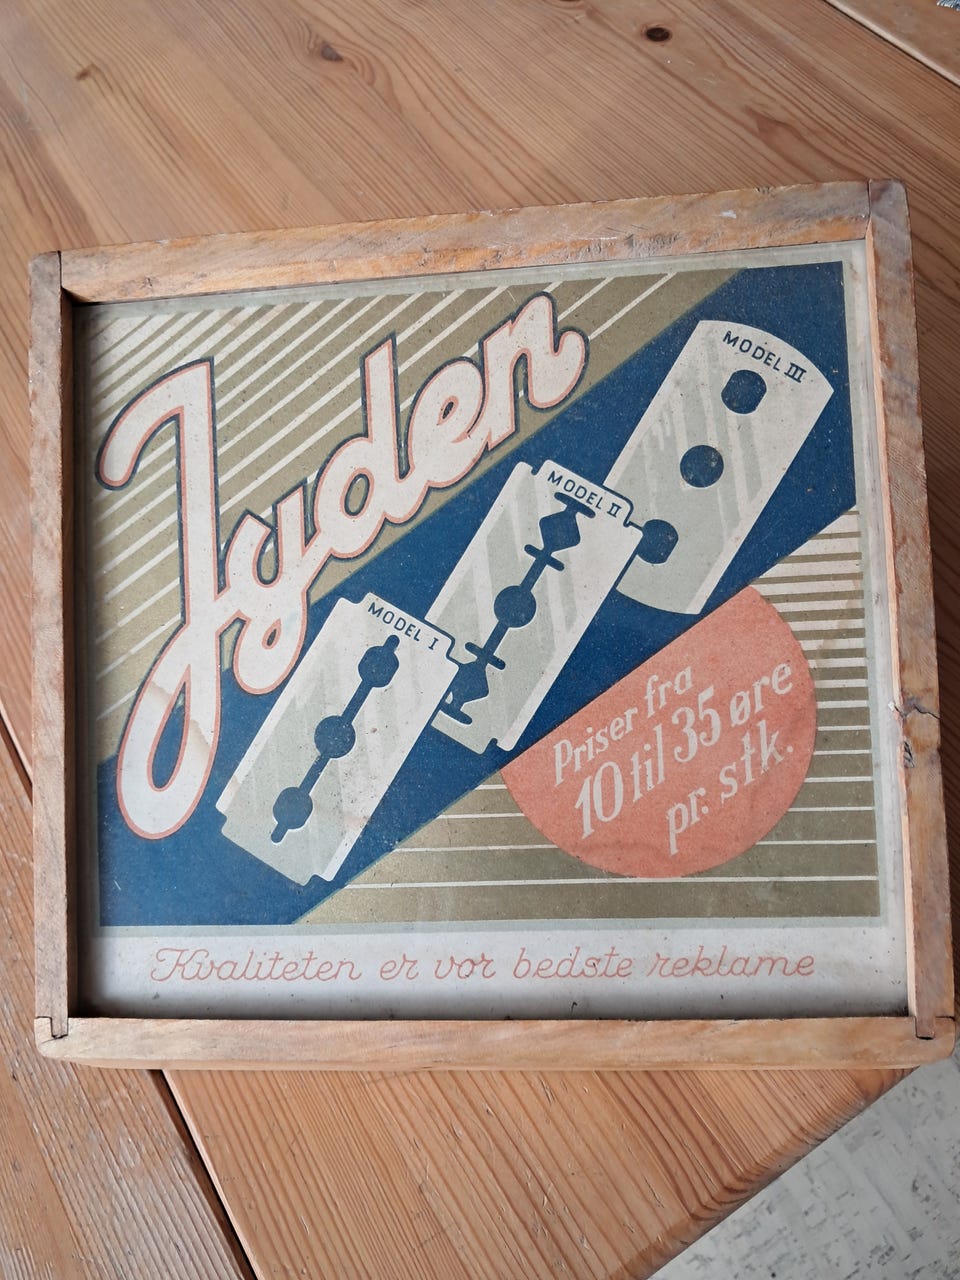 Jyden
MODEL III
MODEL II
MODEL I
Priser fra
10 til 35 øre
pr. stk.
Kvaliteten er vor bedste reklame